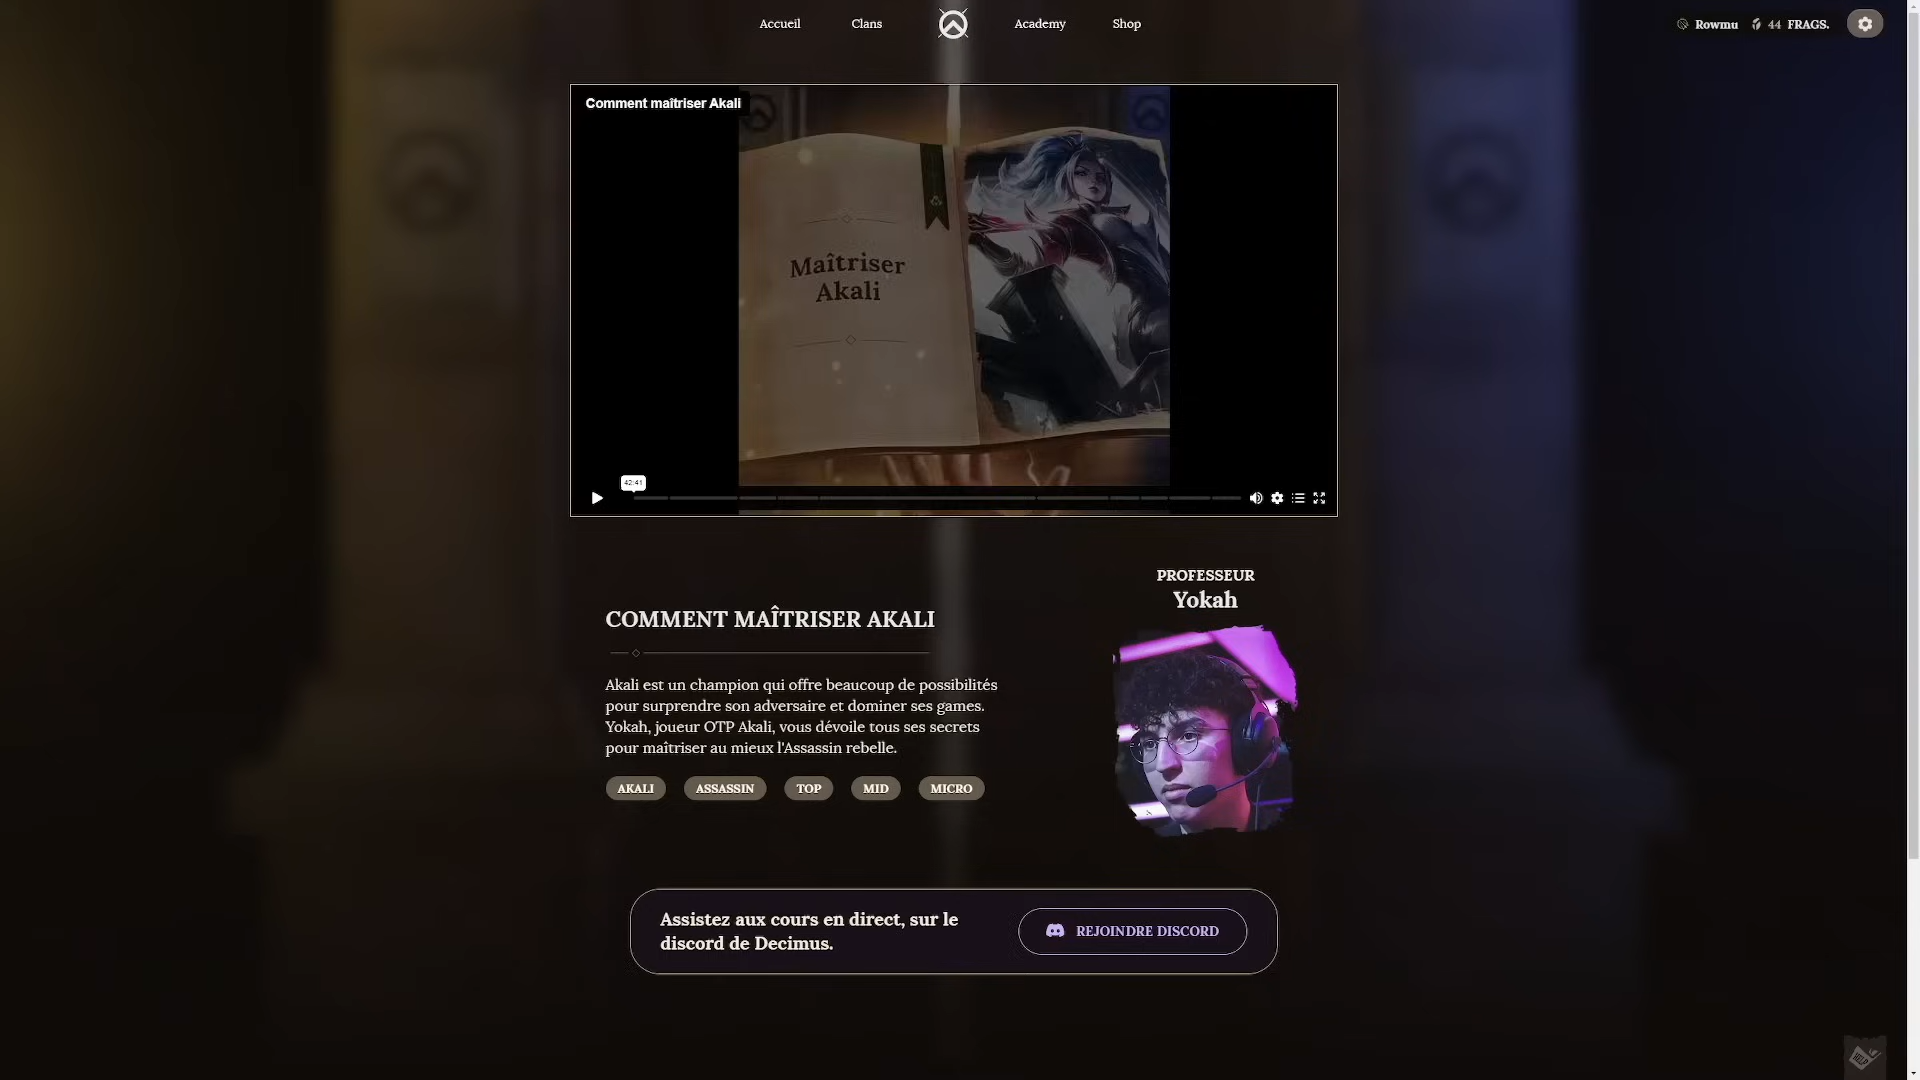 Accueil
Clans
Academy
Shop
Rowmu
44 FRAGS.
Comment maîtriser Akali
Maîtriser
Akali
42:41
PROFESSEUR
Yokah
COMMENT MAÎTRISER AKALI
Akali est un champion qui offre beaucoup de possibilités
pour surprendre son adversaire et dominer ses games.
Yokah, joueur OTP Akali, vous dévoile tous ses secrets
pour maîtriser au mieux l'Assassin rebelle.
AKALI
ASSASSIN
TOP
MID
MICRO
Assistez aux cours en direct, sur le
discord de Decimus.
REJOINDRE DISCORD